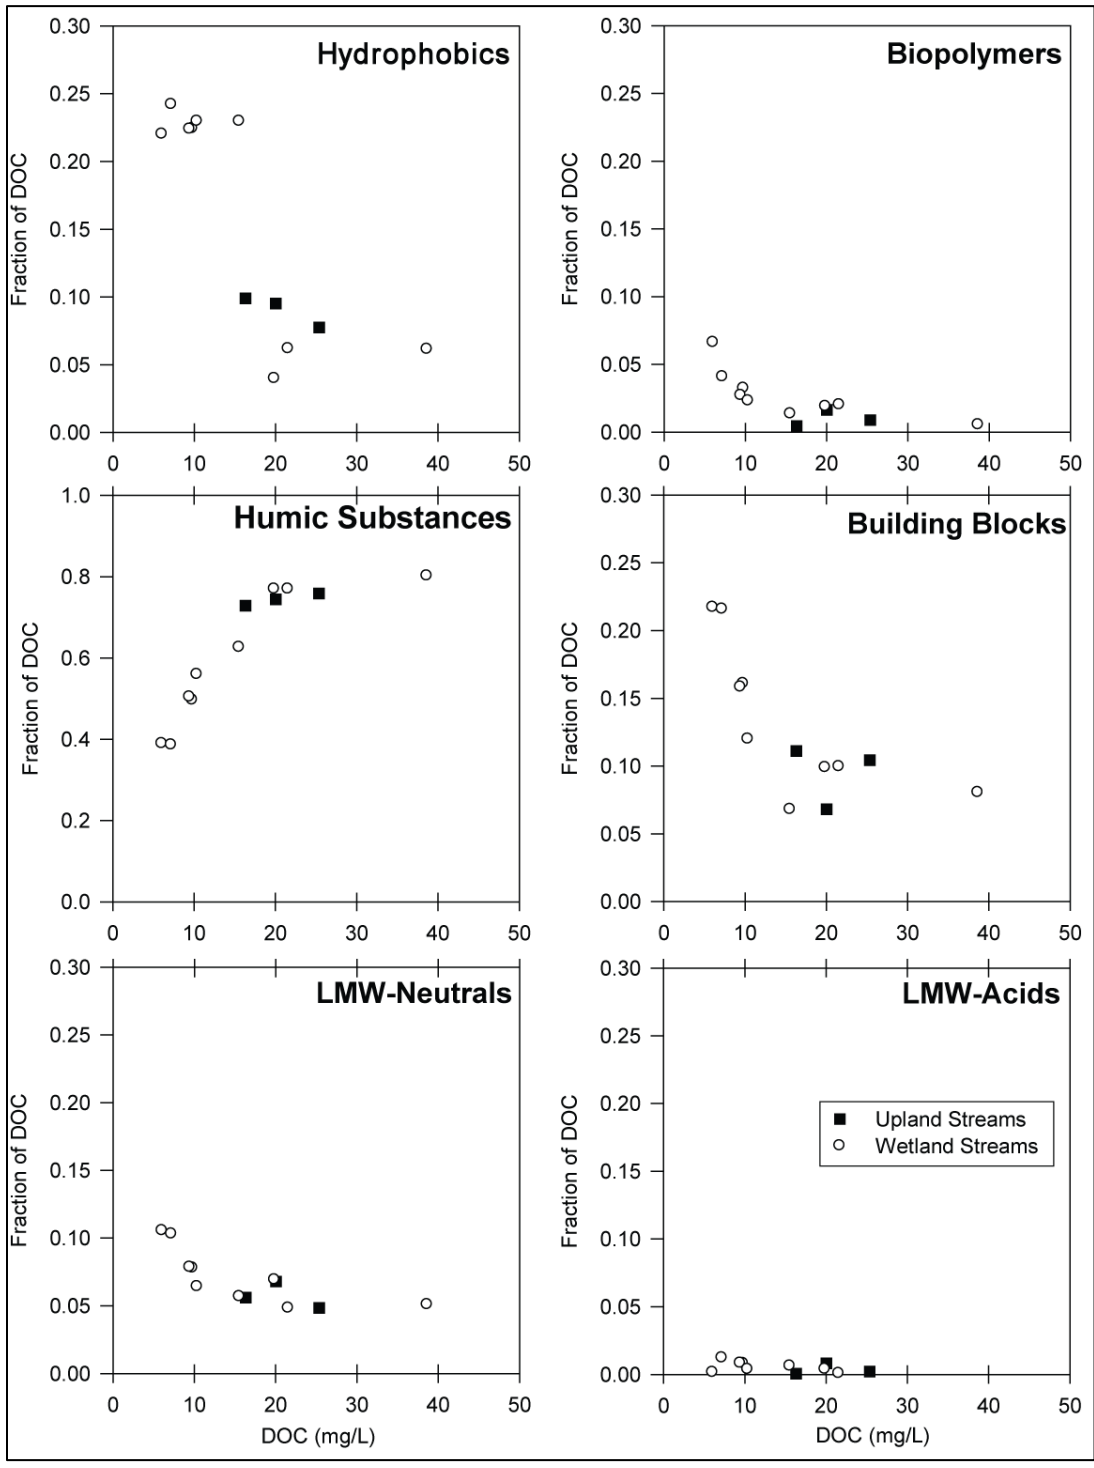 Hydrophobics
Fraction of DOC
0.30
0.25
0.20
0.15
0.10
0.05
0.00
0 10 20 30 40 50
Biopolymers
Fraction of DOC
0.30
0.25
0.20
0.15
0.10
0.05
0.00
0 10 20 30 40 50
Humic Substances
Fraction of DOC
1.0
0.8
0.6
0.4
0.2
0.0
0 10 20 30 40 50
Building Blocks
Fraction of DOC
0.30
0.25
0.20
0.15
0.10
0.05
0.00
0 10 20 30 40 50
LMW-Neutrals
Fraction of DOC
0.30
0.25
0.20
0.15
0.10
0.05
0.00
0 10 20 30 40 50
DOC (mg/L)
LMW-Acids
Fraction of DOC
0.30
0.25
0.20
0.15
0.10
0.05
0.00
Upland Streams
Wetland Streams
0 10 20 30 40 50
DOC (mg/L)